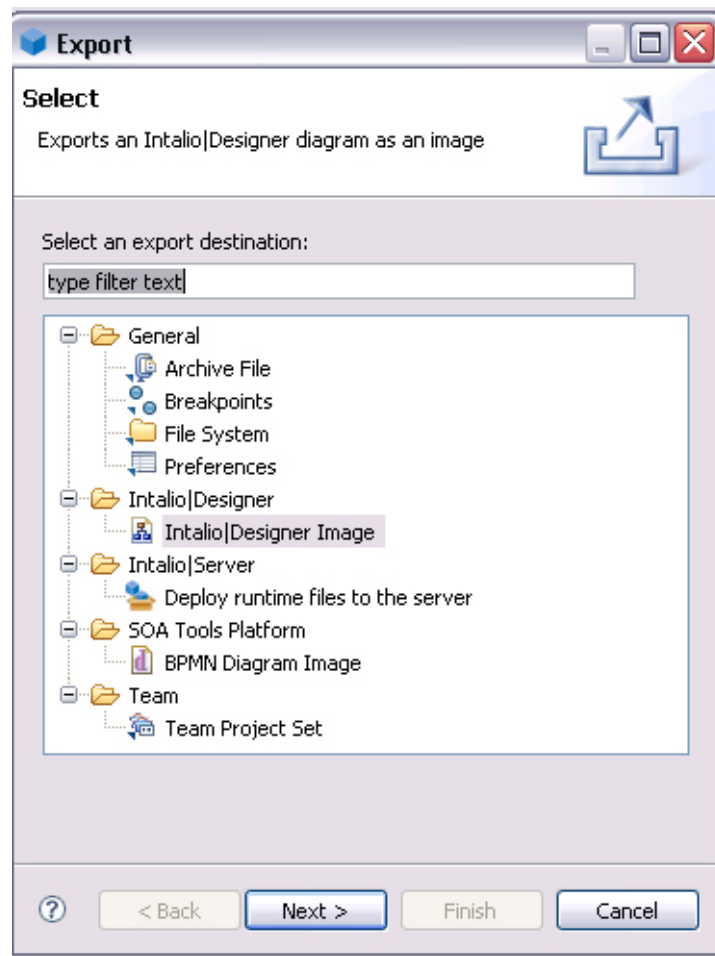 Export
Select
Exports an Intalio|Designer diagram as an image
Select an export destination:
type filter text
General
Archive File
Breakpoints
File System
Preferences
Intalio|Designer
Intalio|Designer Image
Intalio|Server
Deploy runtime files to the server
SOA Tools Platform
BPMN Diagram Image
Team
Team Project Set
? < Back Next > Finish Cancel